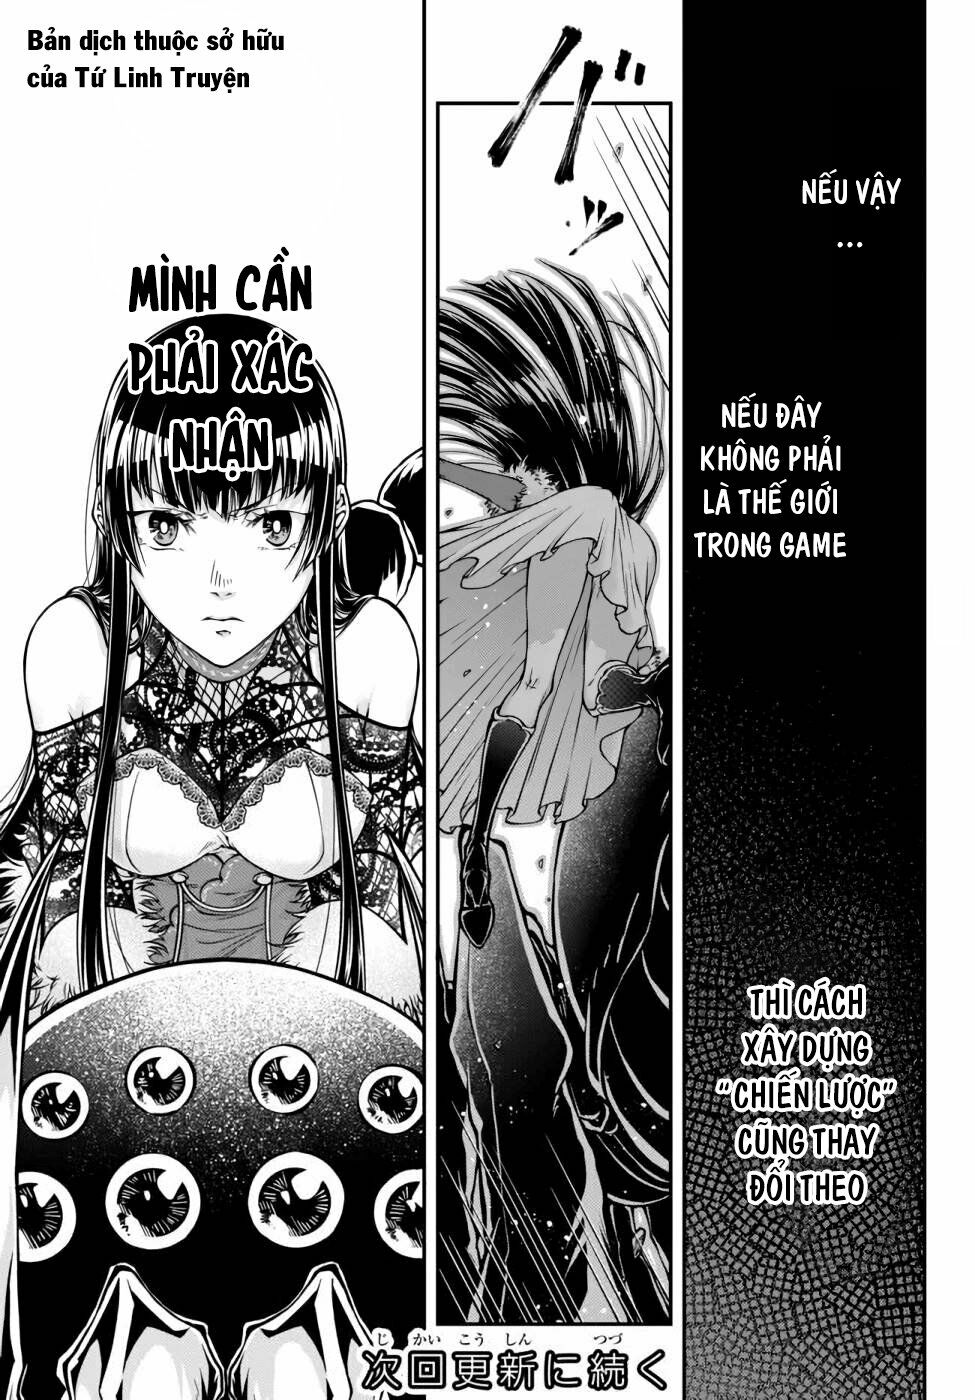 Bản dịch thuộc sở hữu
của Tứ Linh Truyện
NẾU VẬY
...
NẾU ĐÂY
KHÔNG PHẢI
LÀ THẾ GIỚI
TRONG GAME
THÌ CÁCH
XÂY DỰNG
“CHIẾN LƯỢC”
CŨNG THAY
ĐỔI THEO
グッ
MÌNH CẦN
PHẢI XÁC
NHẬN
じかいこうしん つづ
次回更新に続く